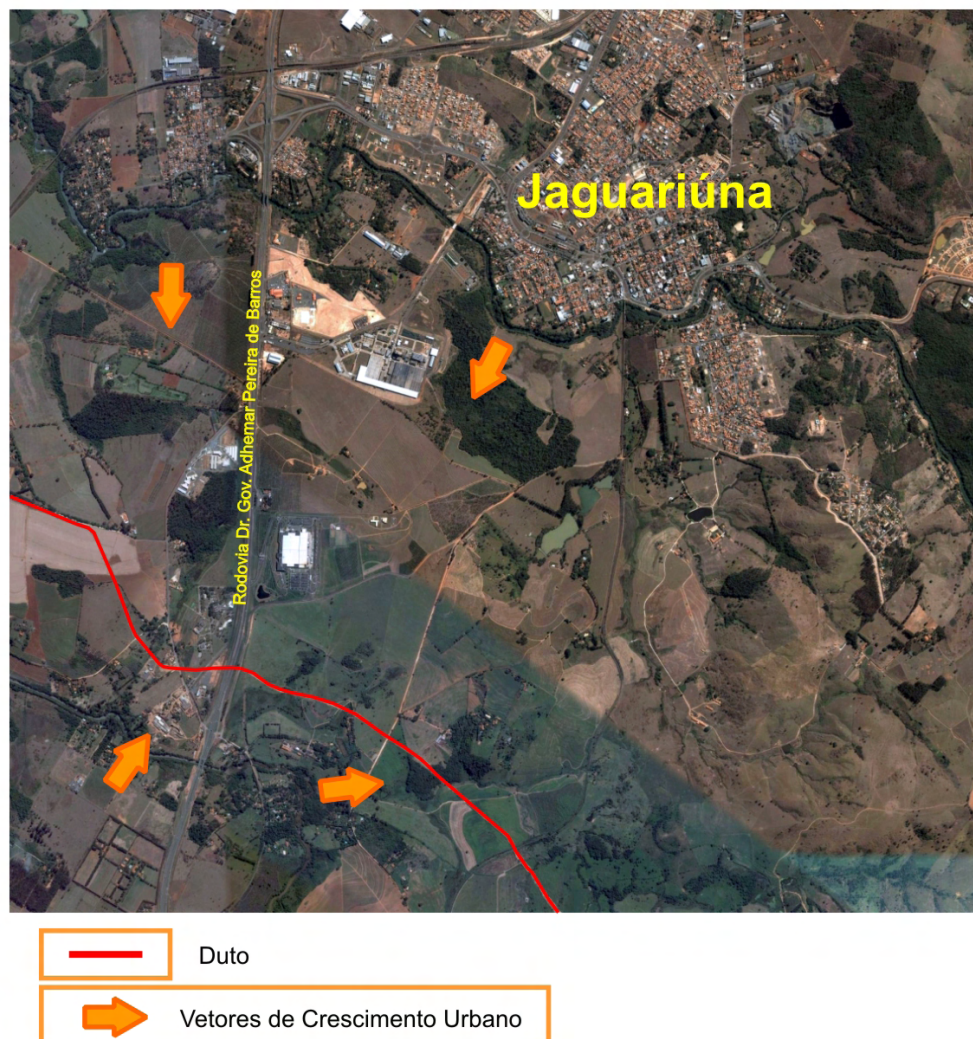 Jaguariúna
Rodovia Dr. Gov. Adhemar Pereira de Barros
Duto
Vetores de Crescimento Urbano